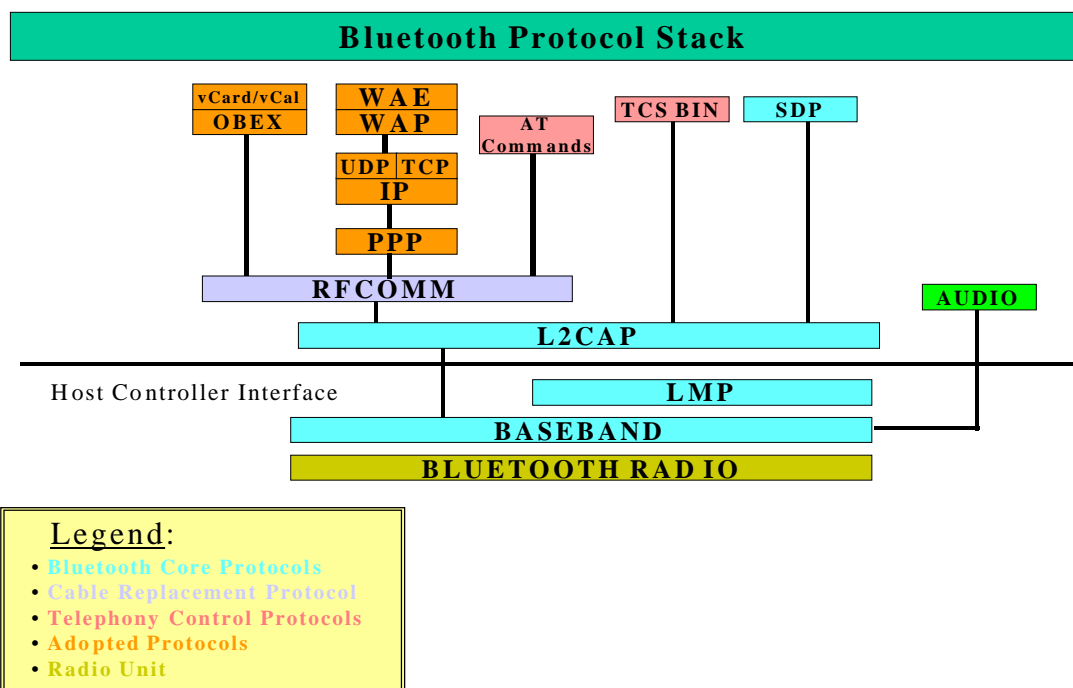 Bluetooth Protocol Stack
vCard/vCal
OBEX
WAE
WAP
UDP TCP
IP
PPP
AT
Commands
TCS BIN
SDP
RFCOMM
AUDIO
L2CAP
Host Controller Interface
LMP
BASEBAND
BLUETOOTH RADIO
Legend:
• Bluetooth Core Protocols
• Cable Replacement Protocol
• Telephony Control Protocols
• Adopted Protocols
• Radio Unit